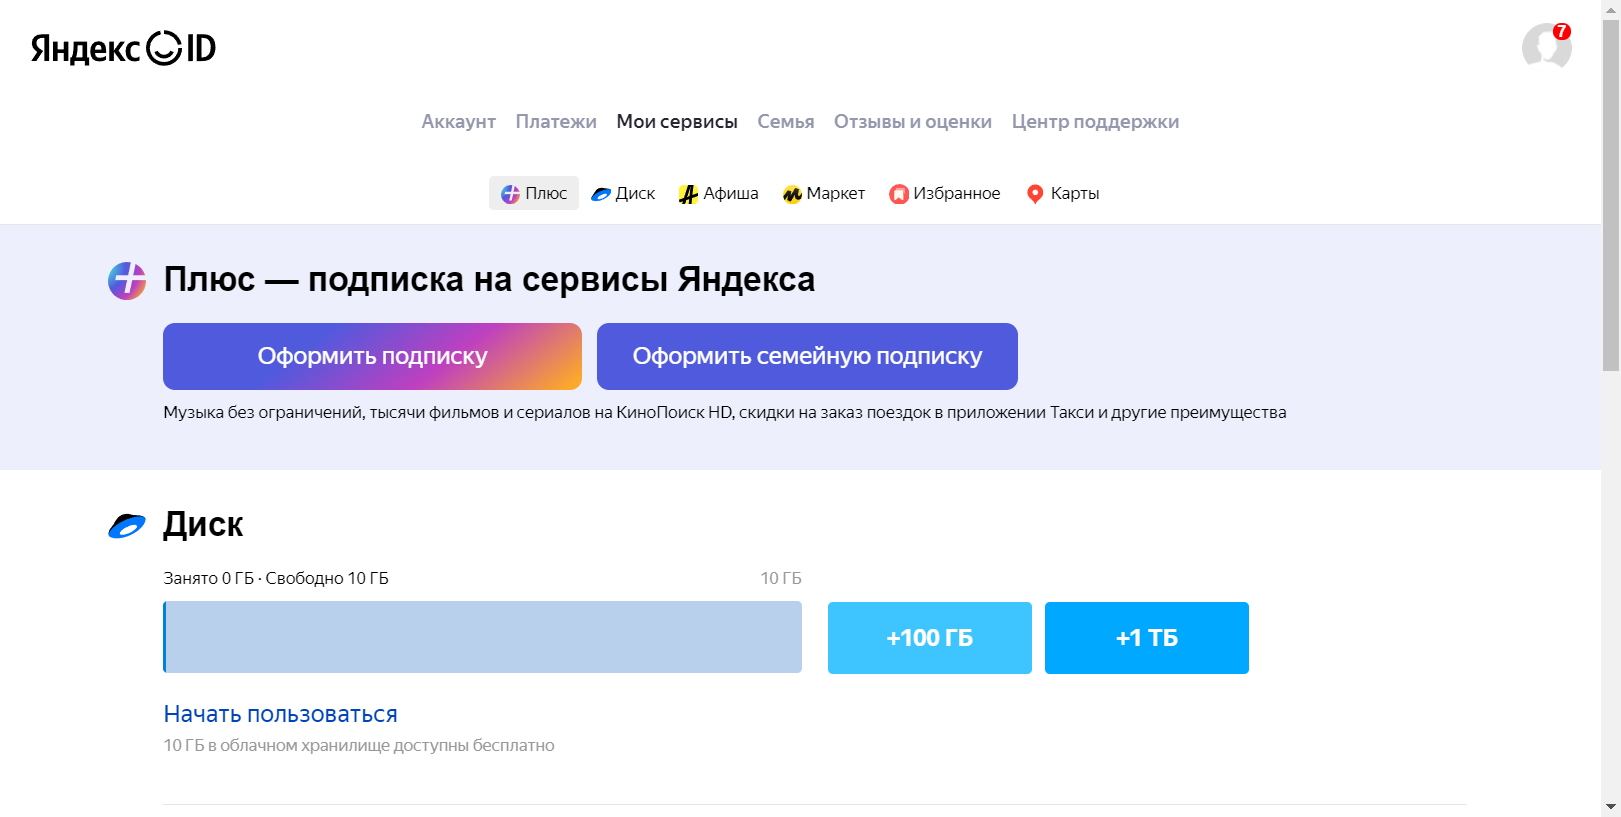 Яндекс ID
7
Аккаунт Платежи Мои сервисы Семья Отзывы и оценки Центр поддержки
Плюс Диск Афиша Маркет Избранное Карты
Плюс — подписка на сервисы Яндекса
Оформить подписку Оформить семейную подписку
Музыка без ограничений, тысячи фильмов и сериалов на КиноПоиск HD, скидки на заказ поездок в приложении Такси и другие преимущества
Диск
Занято 0 ГБ · Свободно 10 ГБ 10 ГБ
+100 ГБ +1 ТБ
Начать пользоваться
10 ГБ в облачном хранилище доступны бесплатно